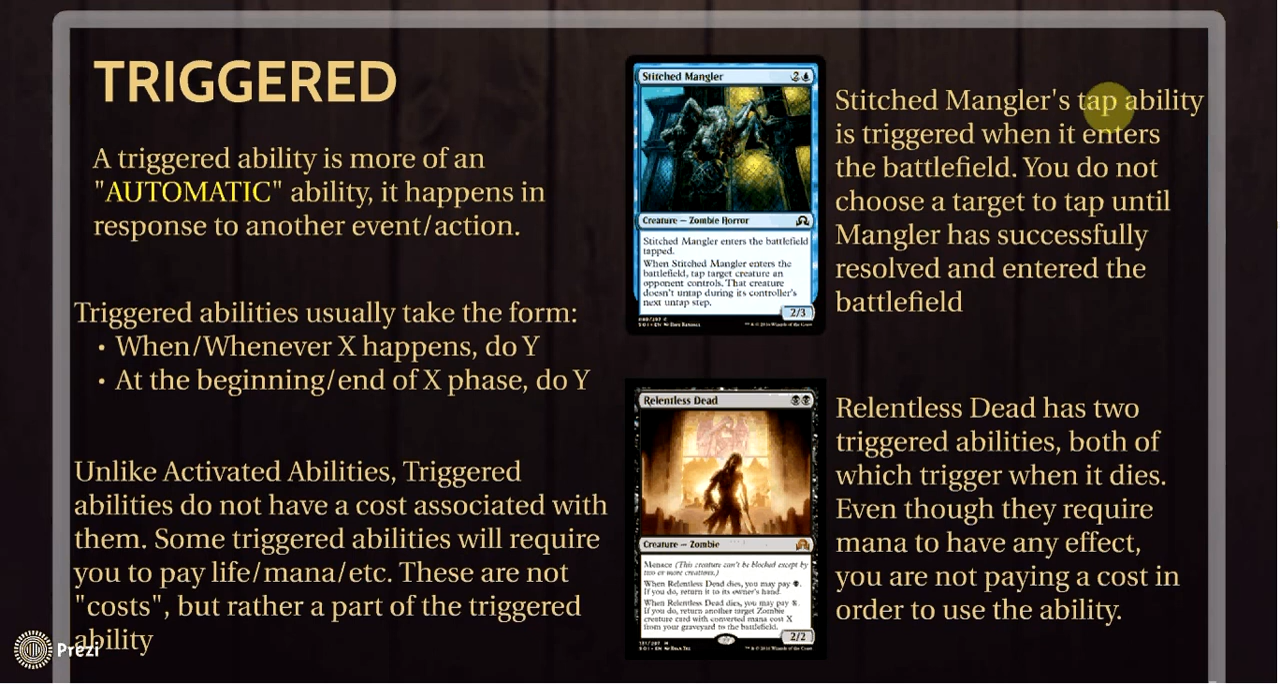 TRIGGERED
A triggered ability is more of an
"AUTOMATIC" ability, it happens in
response to another event/action.
Triggered abilities usually take the form:
• When/Whenever X happens, do Y
• At the beginning/end of X phase, do Y
Unlike Activated Abilities, Triggered
abilities do not have a cost associated with
them. Some triggered abilities will require
you to pay life/mana/etc. These are not
"costs", but rather a part of the triggered
ability
Prezi
Stitched Mangler 2
Creature – Zombie Horror
Stitched Mangler enters the battlefield
tapped.
When Stitched Mangler enters the
battlefield, tap target creature an
opponent controls. That creature
doesn't untap during its controller's
next untap step.
2/3
Stitched Mangler's tap ability
is triggered when it enters
the battlefield. You do not
choose a target to tap until
Mangler has successfully
resolved and entered the
battlefield
Relentless Dead
Creature – Zombie
Menace (This creature can't be blocked except by
two or more creatures.)
When Relentless Dead dies, you may pay
If you do, return it to its owner's hand.
When Relentless Dead dies, you may pay X.
If you do, return another target Zombie
creature card with converted mana cost X
from your graveyard to the battlefield.
2/2
Relentless Dead has two
triggered abilities, both of
which trigger when it dies.
Even though they require
mana to have any effect,
you are not paying a cost in
order to use the ability.